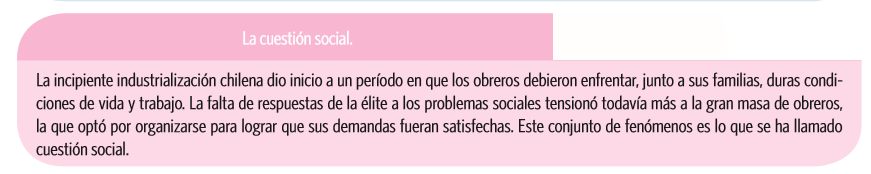 La cuestión social.
La incipiente industrialización chilena dio inicio a un período en que los obreros debieron enfrentar, junto a sus familias, duras condi-
ciones de vida y trabajo. La falta de respuestas de la élite a los problemas sociales tensionó todavía más a la gran masa de obreros,
la que optó por organizarse para lograr que sus demandas fueran satisfechas. Este conjunto de fenómenos es lo que se ha llamado
cuestión social.